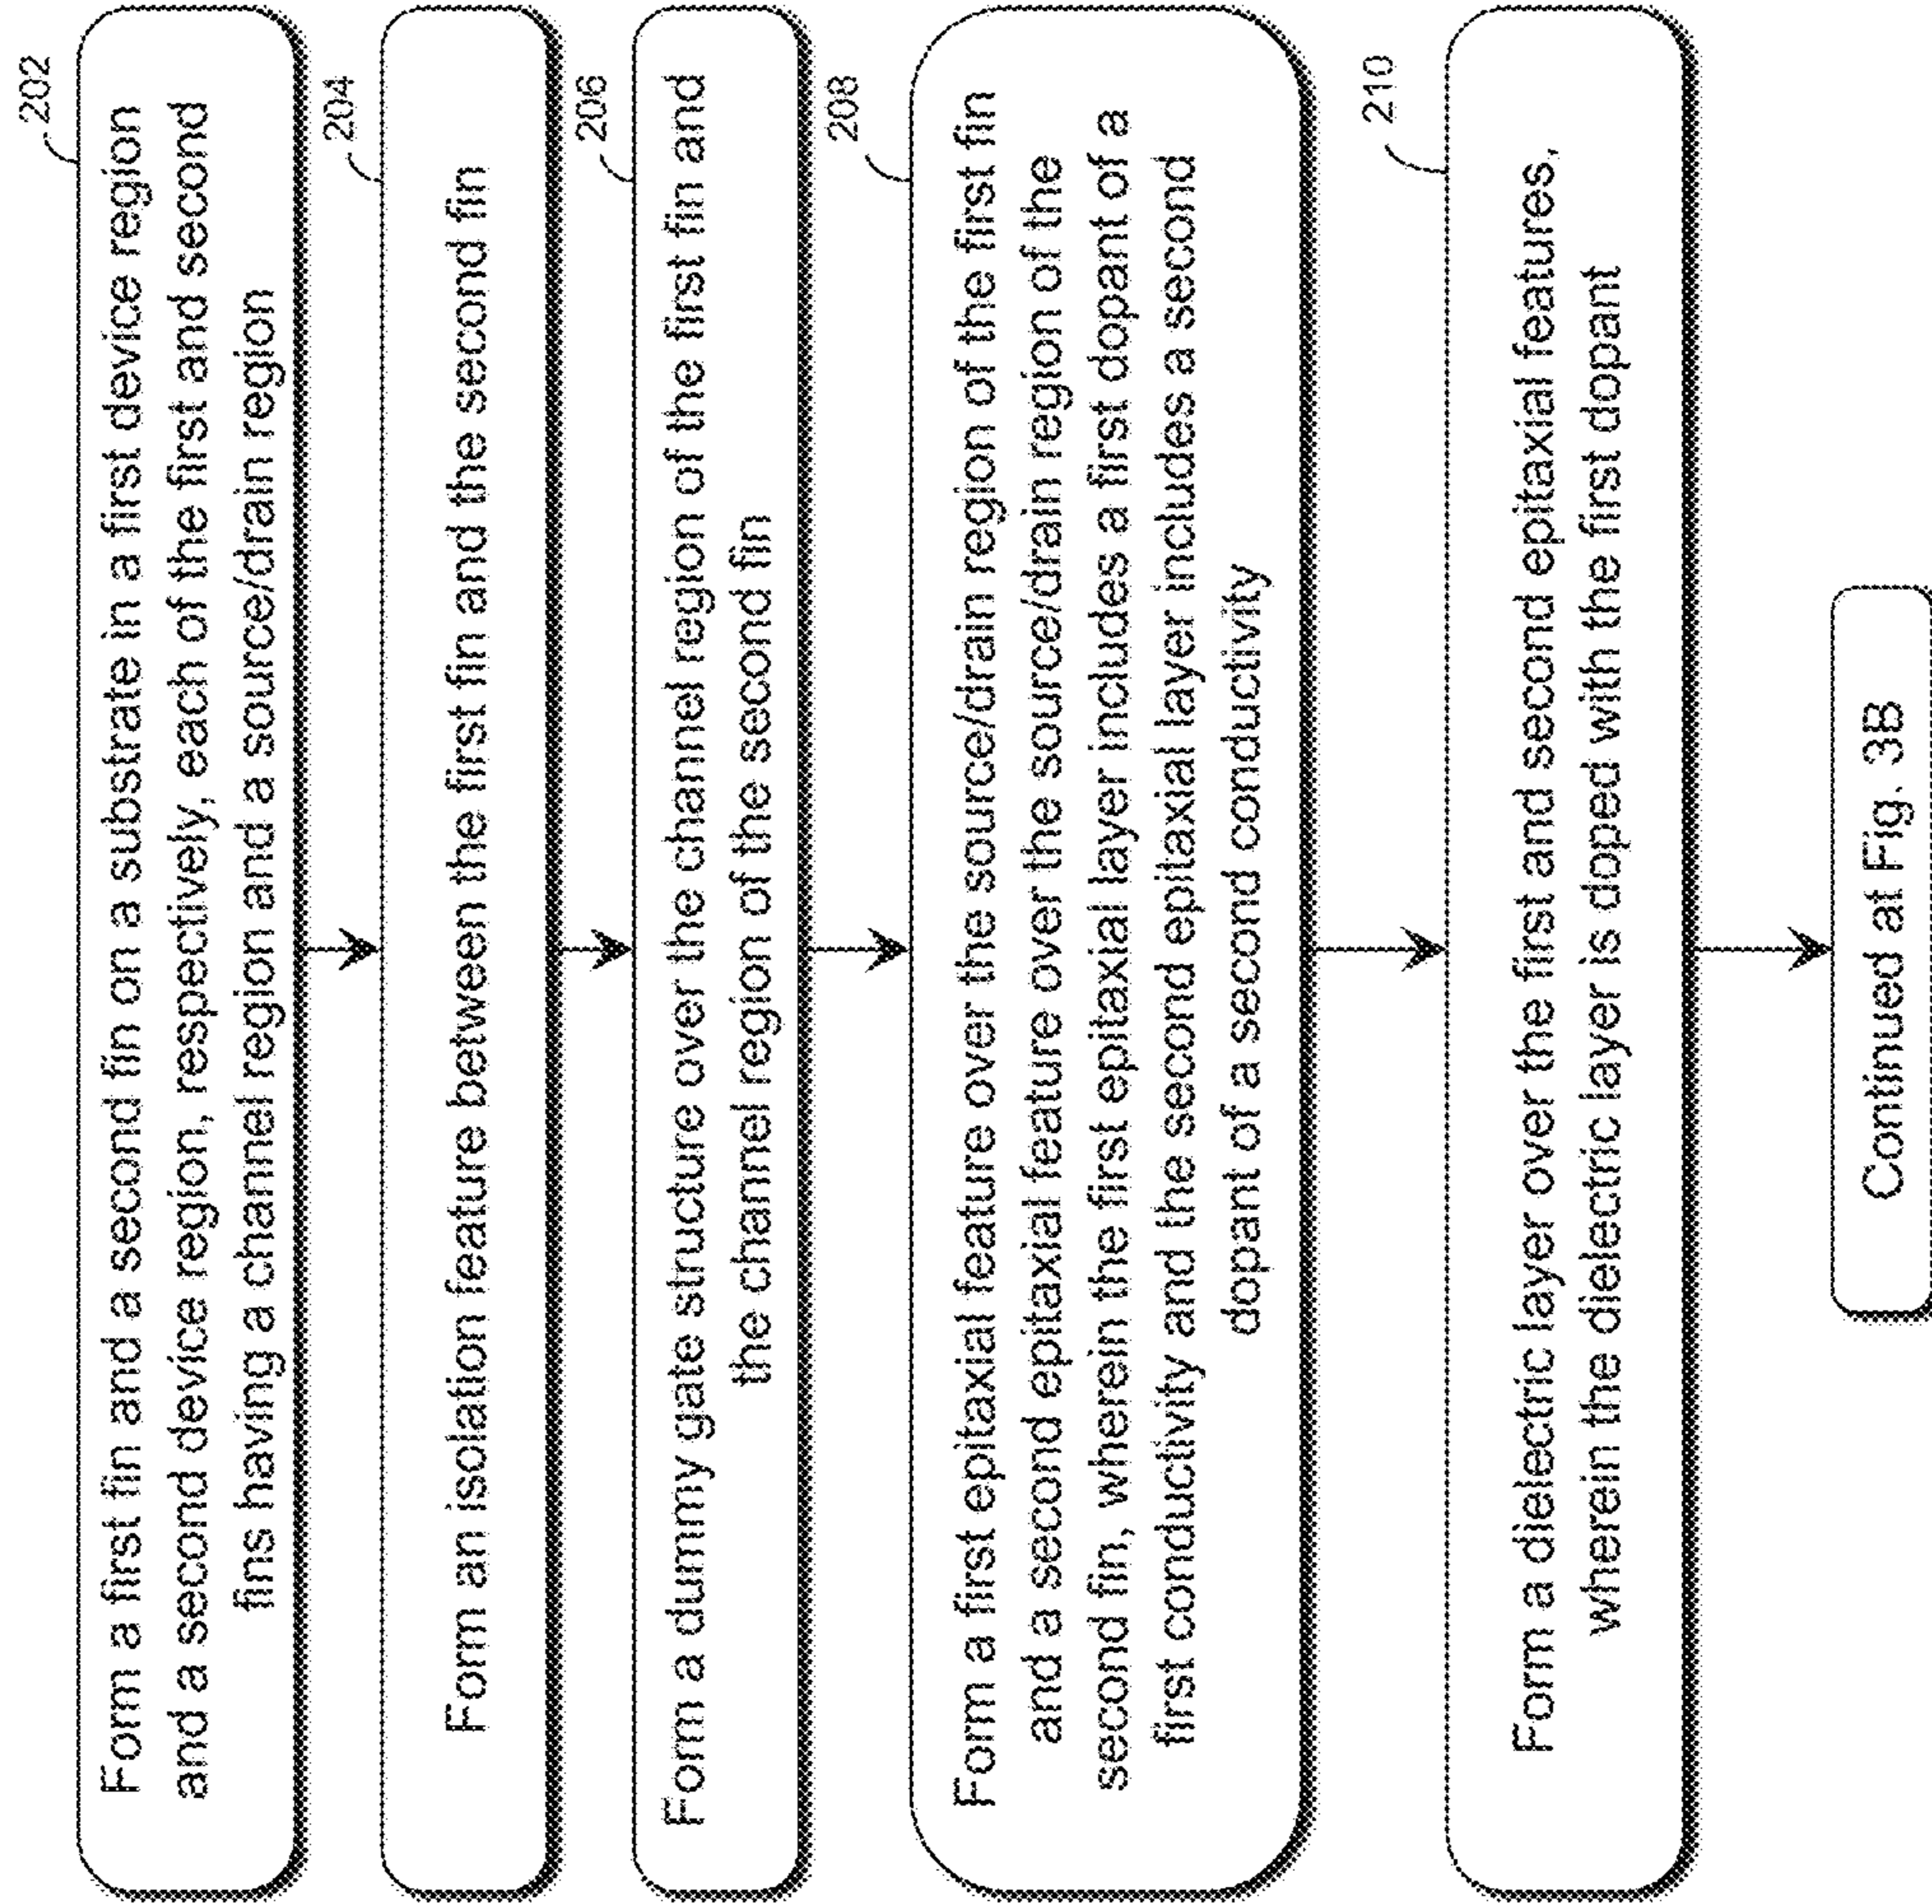 202
Form a first fin and a second fin on a substrate in a first device region
and a second device region, respectively, each of the first and second
fins having a channel region and a source/drain region
204
Form an isolation feature between the first fin and the second fin
206
Form a dummy gate structure over the channel region of the first fin and
the channel region of the second fin
208
Form a first epitaxial feature over the source/drain region of the first fin
and a second epitaxial feature over the source/drain region of the
second fin, wherein the first epitaxial layer includes a first dopant of a
first conductivity and the second epitaxial layer includes a second
dopant of a second conductivity
210
Form a dielectric layer over the first and second epitaxial features,
wherein the dielectric layer is doped with the first dopant
Continued at Fig. 3B